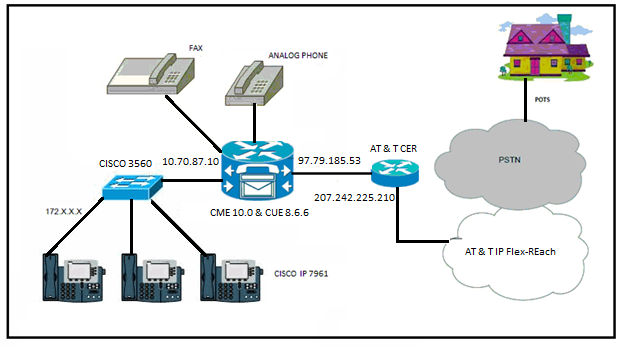 FAX
ANALOG PHONE
POTS
CISCO 3560
10.70.87.10
97.79.185.53
AT & T CER
PSTN
207.242.225.210
172.X.X.X
CME 10.0 & CUE 8.6.6
AT & T IP Flex-REach
CISCO IP 7961